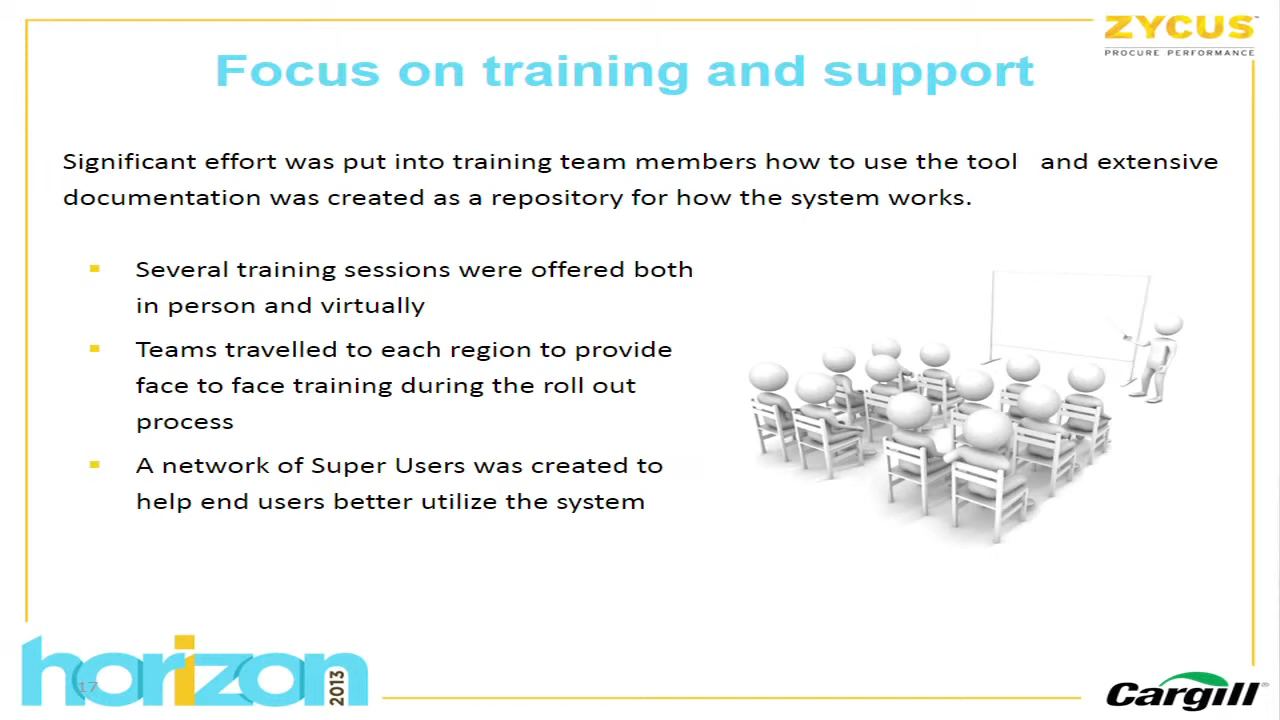 ZYCUS
PROCURE PERFORMANCE
Focus on training and support
Significant effort was put into training team members how to use the tool and extensive
documentation was created as a repository for how the system works.
Several training sessions were offered both
in person and virtually
Teams travelled to each region to provide
face to face training during the roll out
process
A network of Super Users was created to
help end users better utilize the system
horizon 2013
17
Cargill®